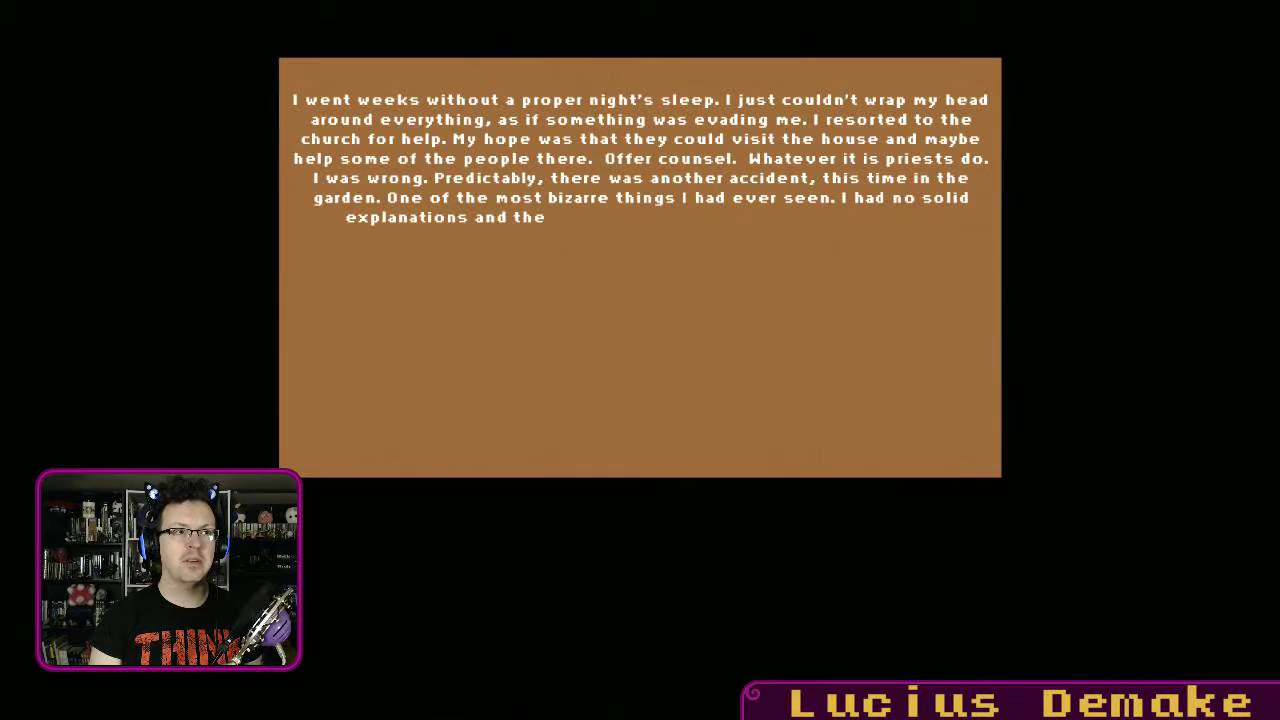 I went weeks without a proper night's sleep. I just couldn't wrap my head
around everything, as if something was evading me. I resorted to the
church for help. My hope was that they could visit the house and maybe
help some of the people there.  Offer counsel.  Whatever it is priests do.
I was wrong. Predictably, there was another accident, this time in the
garden. One of the most bizarre things I had ever seen. I had no solid
explanations and the
THINK
Lucius Demake